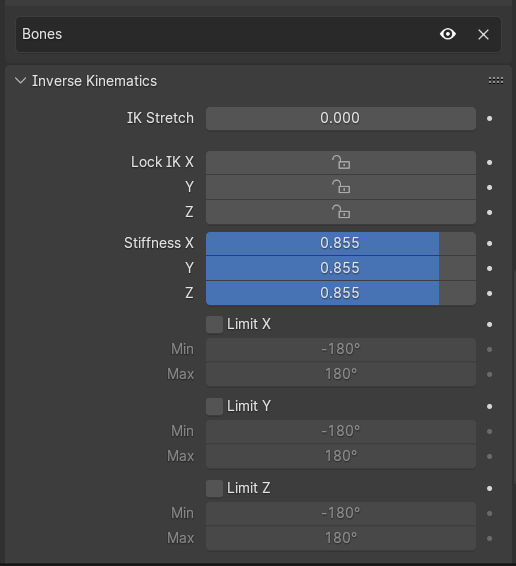 Bones
Inverse Kinematics
IK Stretch 0.000
Lock IK X
Y
Z
Stiffness X 0.855
Y 0.855
Z 0.855
Limit X
Min -180°
Max 180°
Limit Y
Min -180°
Max 180°
Limit Z
Min -180°
Max 180°